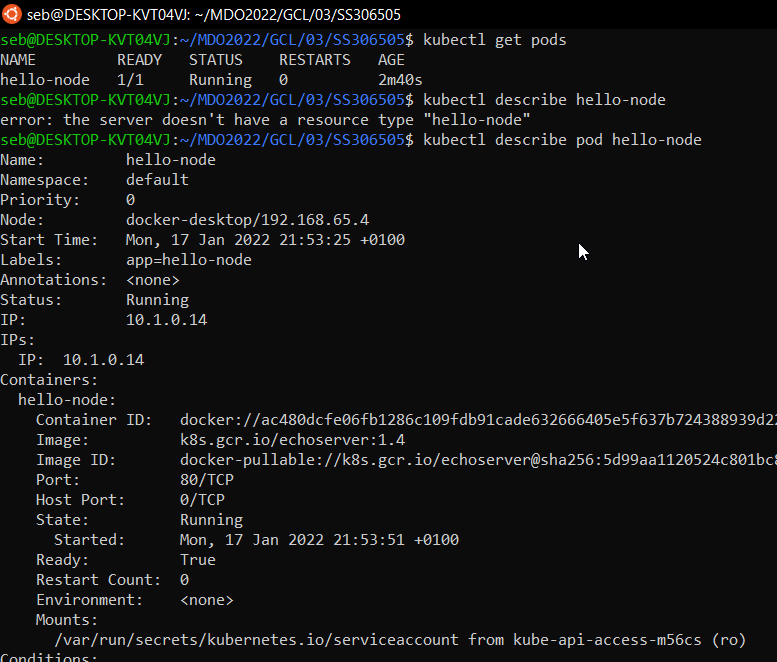 seb@DESKTOP-KVT04VJ: ~/MDO2022/GCL/03/SS306505
seb@DESKTOP-KVT04VJ:~/MDO2022/GCL/03/SS306505$ kubectl get pods
NAME         READY   STATUS    RESTARTS   AGE
hello-node   1/1     Running   0          2m40s
seb@DESKTOP-KVT04VJ:~/MDO2022/GCL/03/SS306505$ kubectl describe hello-node
error: the server doesn't have a resource type "hello-node"
seb@DESKTOP-KVT04VJ:~/MDO2022/GCL/03/SS306505$ kubectl describe pod hello-node
Name:         hello-node
Namespace:    default
Priority:     0
Node:         docker-desktop/192.168.65.4
Start Time:   Mon, 17 Jan 2022 21:53:25 +0100
Labels:       app=hello-node
Annotations:  <none>
Status:       Running
IP:           10.1.0.14
IPs:
  IP:  10.1.0.14
Containers:
  hello-node:
    Container ID:   docker://ac480dcfe06fb1286c109fdb91cade632666405e5f637b724388939d22
    Image:          k8s.gcr.io/echoserver:1.4
    Image ID:       docker-pullable://k8s.gcr.io/echoserver@sha256:5d99aa1120524c801bc8
    Port:           80/TCP
    Host Port:      0/TCP
    State:          Running
      Started:      Mon, 17 Jan 2022 21:53:51 +0100
    Ready:          True
    Restart Count:  0
    Environment:    <none>
    Mounts:
      /var/run/secrets/kubernetes.io/serviceaccount from kube-api-access-m56cs (ro)
Conditions: